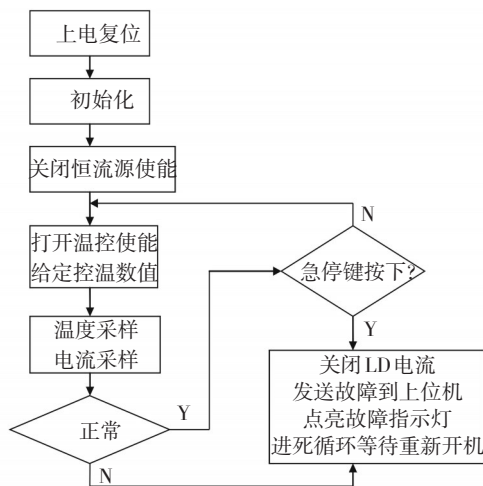 上电复位
初始化
关闭恒流源使能
打开温控使能
给定控温数值
温度采样
电流采样
正常
Y
N
N
急停键按下?
Y
关闭LD电流
发送故障到上位机
点亮故障指示灯
进死循环等待重新开机